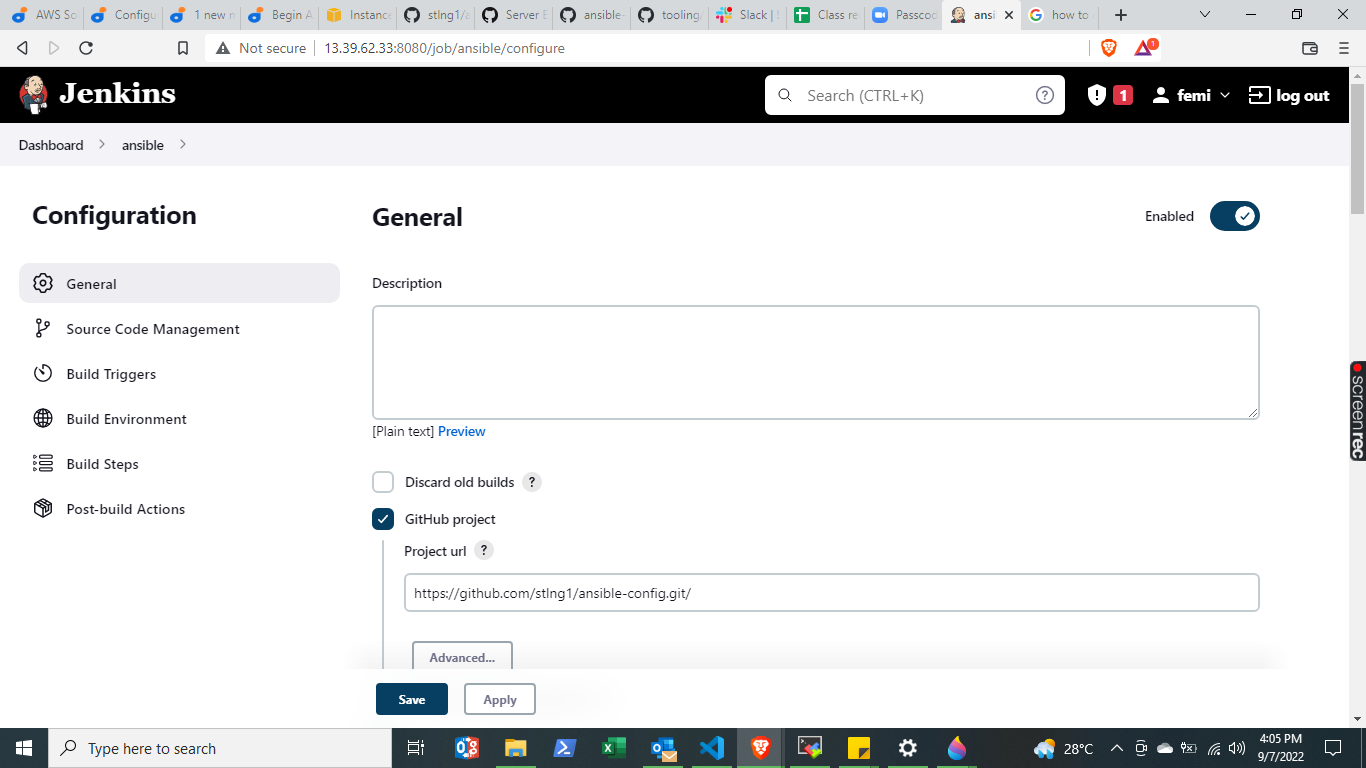 AWS So
Configu
1 new n
Begin A
Instance
stlng1/a
Server E
ansible-
tooling/
Slack |
Class re
Passcod
ansi
how to
Not secure
13.39.62.33:8080/job/ansible/configure
1
Jenkins
Search (CTRL+K)
?
1
femi
log out
Dashboard
ansible
Configuration
General
Source Code Management
Build Triggers
Build Environment
Build Steps
Post-build Actions
General
Enabled
Description
[Plain text] Preview
Discard old builds ?
GitHub project
Project url ?
https://github.com/stlng1/ansible-config.git/
Advanced...
Save
Apply
screenrec
Type here to search
28°C
4:05 PM
9/7/2022